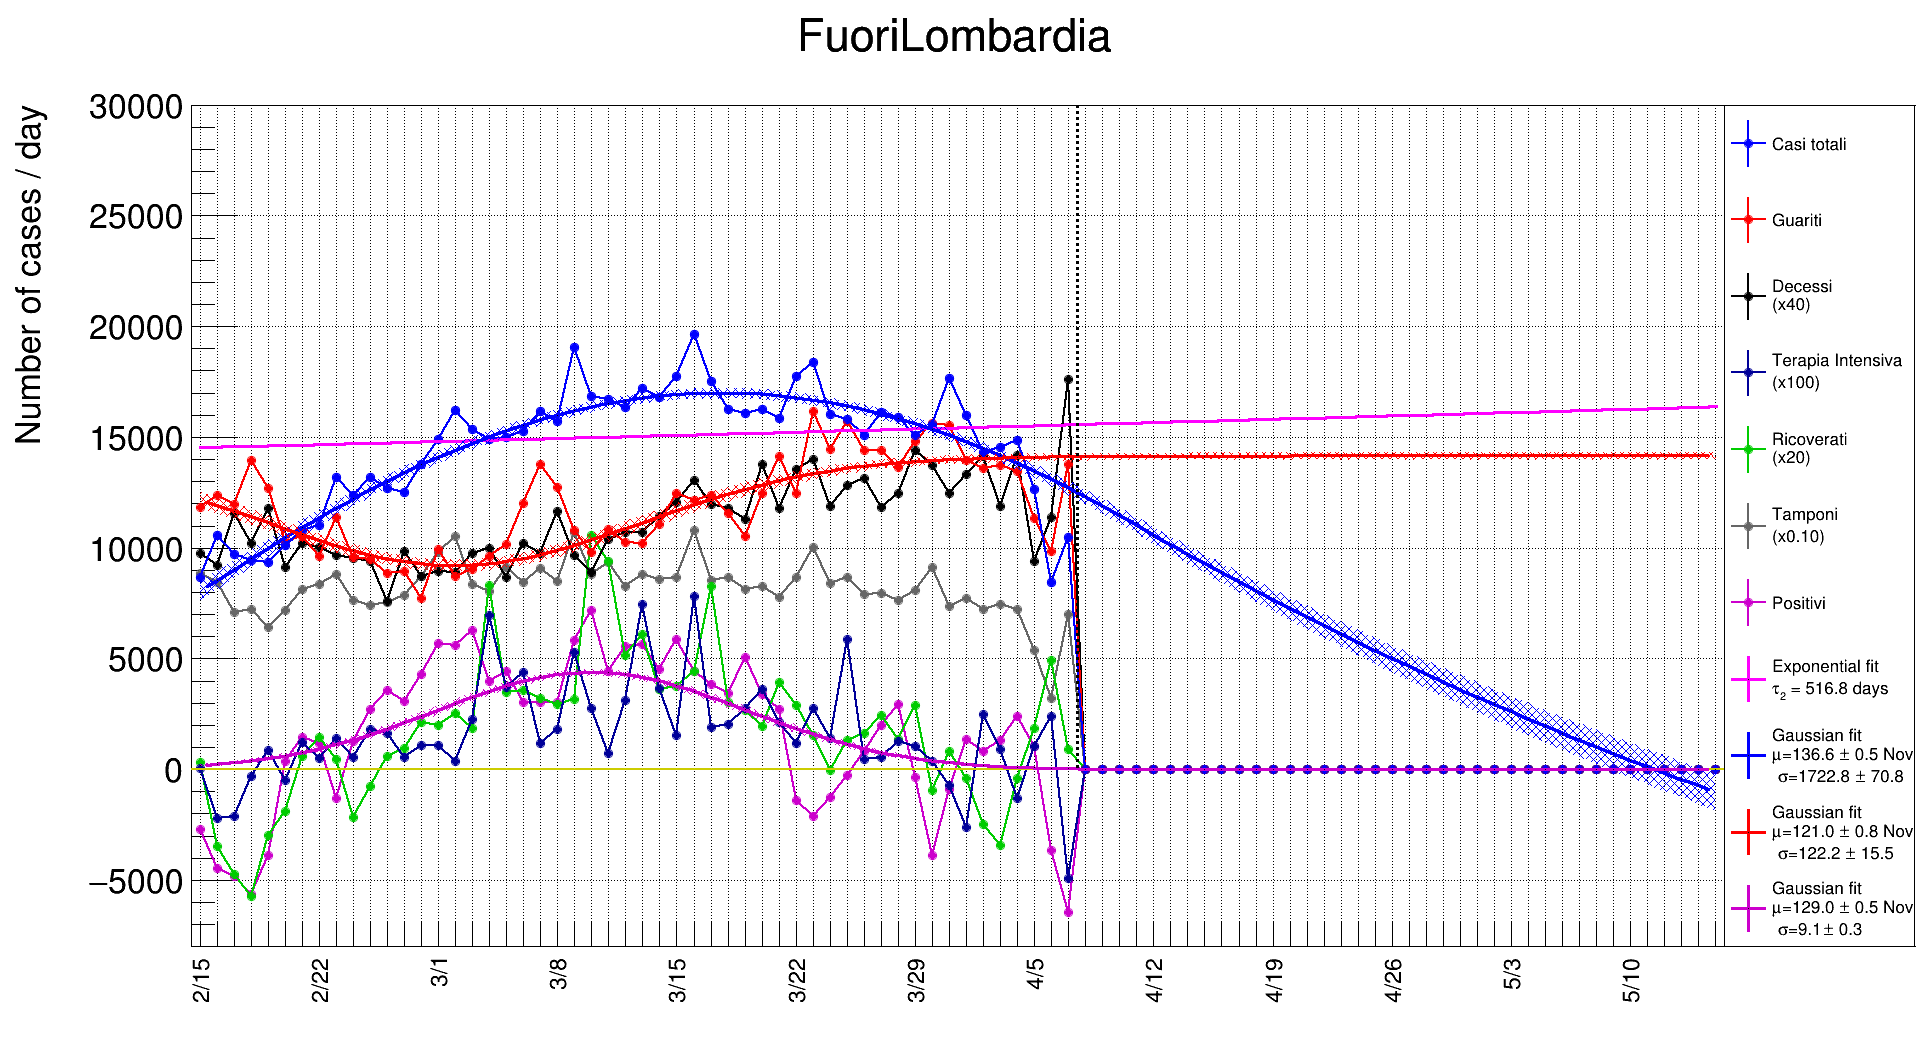 FuoriLombardia
Number of cases / day
30000
25000
20000
15000
10000
5000
0
−5000
2/15
2/22
3/1
3/8
3/15
3/22
3/29
4/5
4/12
4/19
4/26
5/3
5/10
Casi totali
Guariti
Decessi
(x40)
Terapia Intensiva
(x100)
Ricoverati
(x20)
Tamponi
(x0.10)
Positivi
Exponential fit
τ2 = 516.8 days
Gaussian fit
μ=136.6 ± 0.5 Nov
σ=1722.8 ± 70.8
Gaussian fit
μ=121.0 ± 0.8 Nov
σ=122.2 ± 15.5
Gaussian fit
μ=129.0 ± 0.5 Nov
σ=9.1 ± 0.3